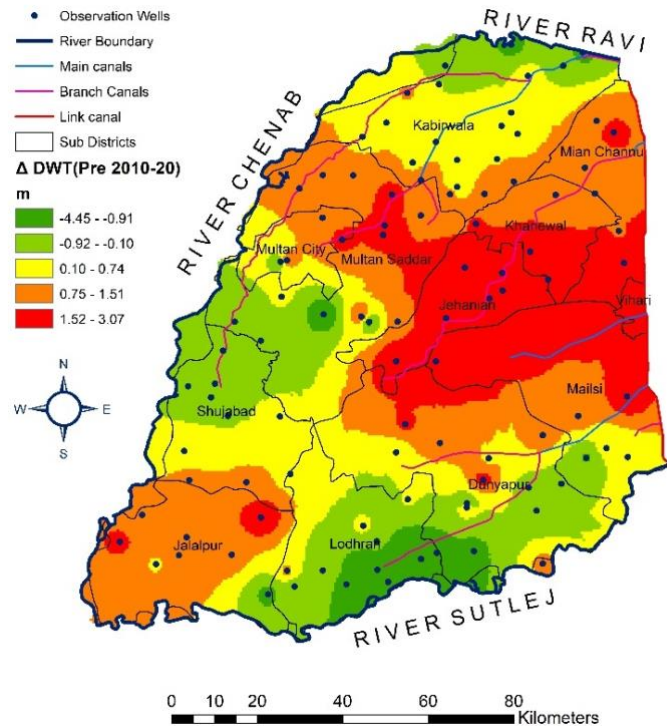 Observation Wells
River Boundary
Main canals
Branch Canals
Link canal
Sub Districts
Δ DWT(Pre 2010-20)
m
-4.45 - -0.91
-0.92 - -0.10
0.10 - 0.74
0.75 - 1.51
1.52 - 3.07
N
W
E
S
RIVER RAVI
RIVER CHENAB
Kabirwala
Mian Channu
Khanewal
Multan City
Multan Saddar
Jehanian
Vihari
Mailsi
Shujabad
Dunyapur
Jalalpur
Lodhran
RIVER SUTLEJ
0 5 10 20 40 60 80
Kilometers